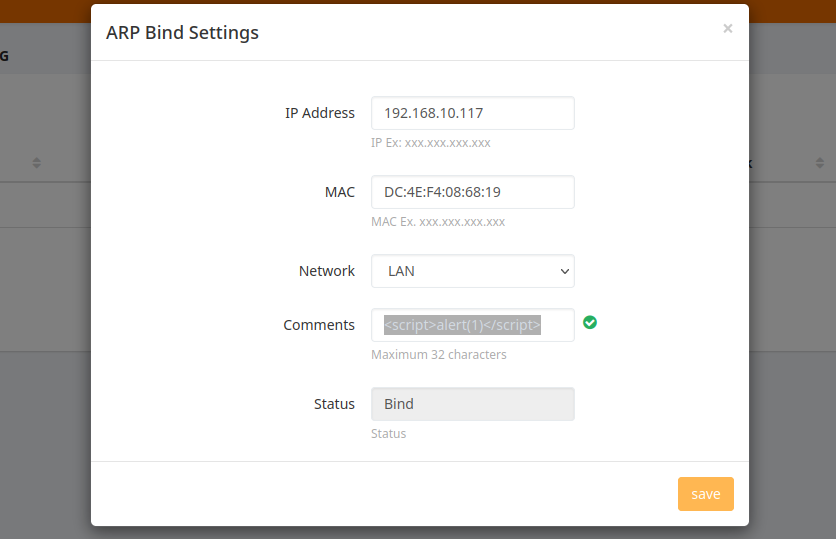 ARP Bind Settings
×
G
IP Address 192.168.10.117
IP Ex: xxx.xxx.xxx.xxx
MAC DC:4E:F4:08:68:19
MAC Ex. xxx.xxx.xxx.xxx
Network LAN
Comments <script>alert(1)</script>
Maximum 32 characters
Status Bind
Status
save